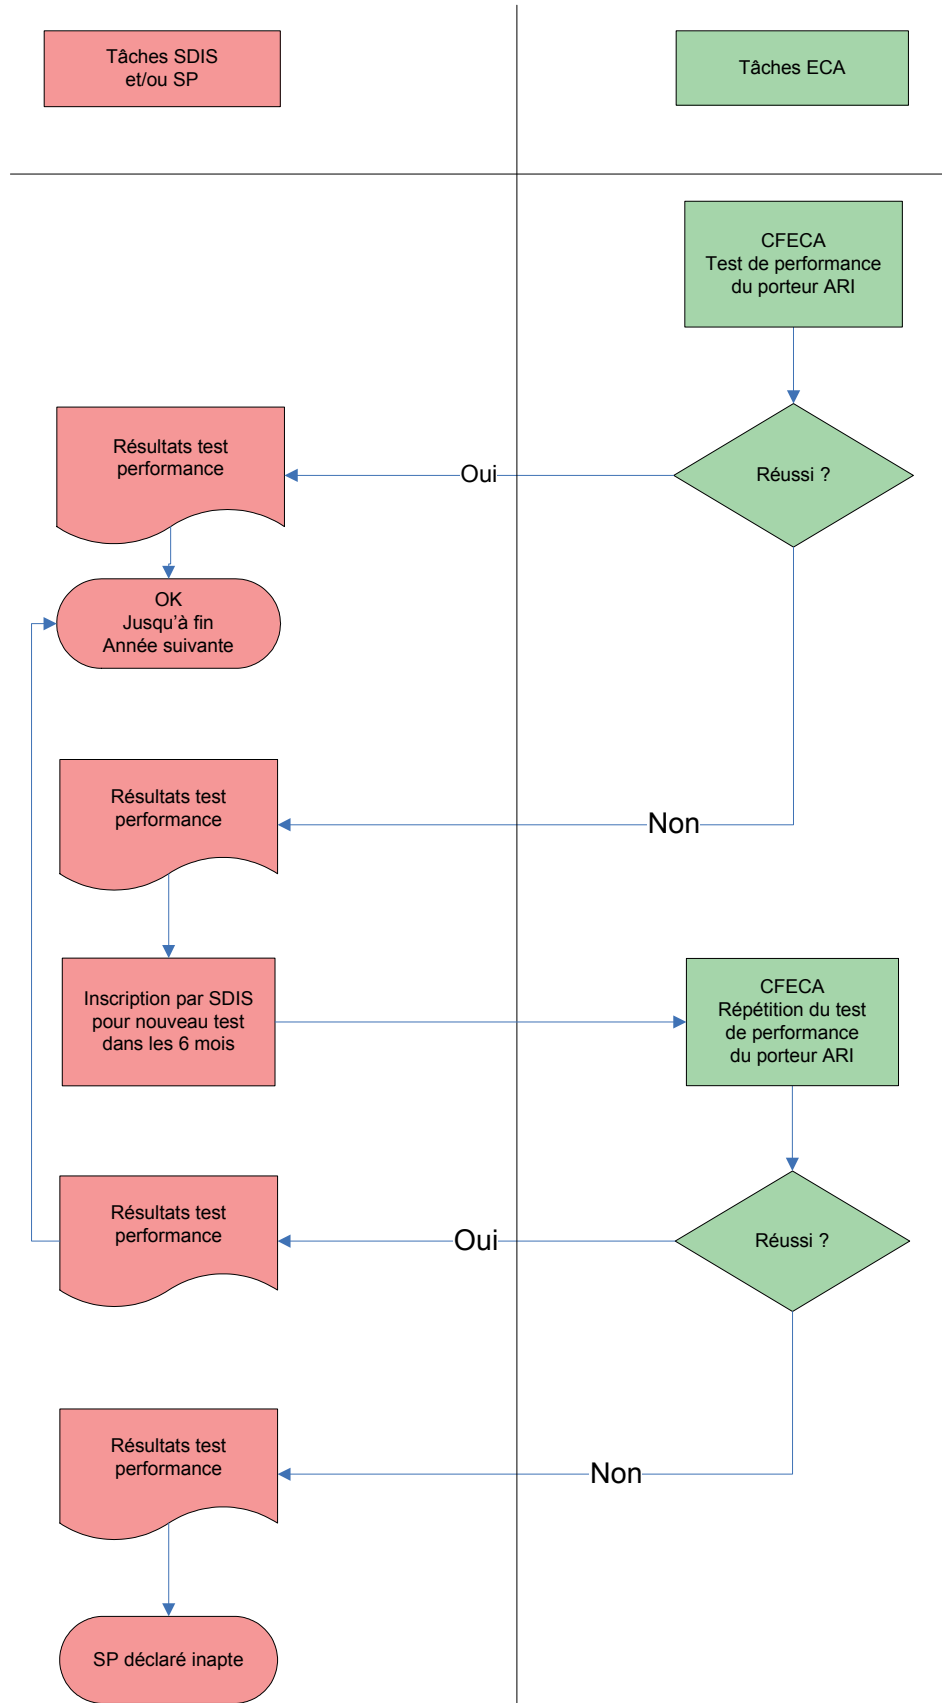 Tâches SDIS
et/ou SP
Tâches ECA
CFECA
Test de performance
du porteur ARI
Résultats test
performance
Oui
Réussi ?
OK
Jusqu'à fin
Année suivante
Résultats test
performance
Non
Inscription par SDIS
pour nouveau test
dans les 6 mois
CFECA
Répétition du test
de performance
du porteur ARI
Résultats test
performance
Oui
Réussi ?
Résultats test
performance
Non
SP déclaré inapte